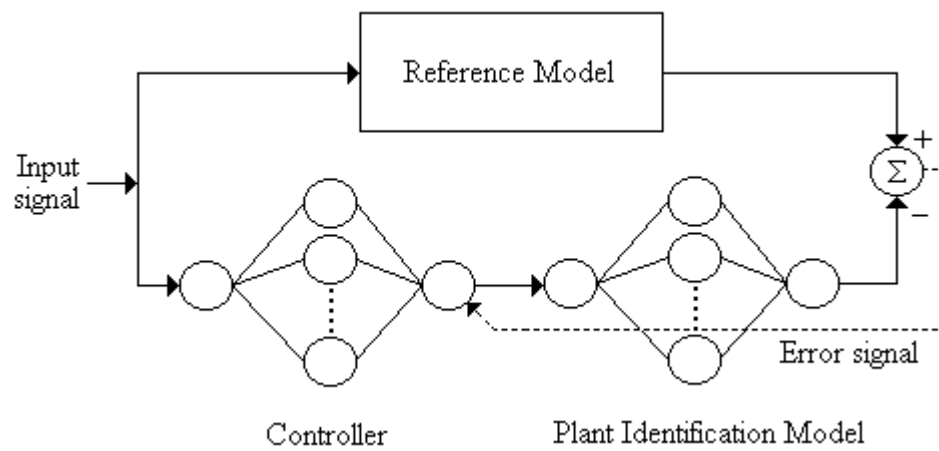 Reference Model
Input
signal
+
Σ
−
Error signal
Controller
Plant Identification Model